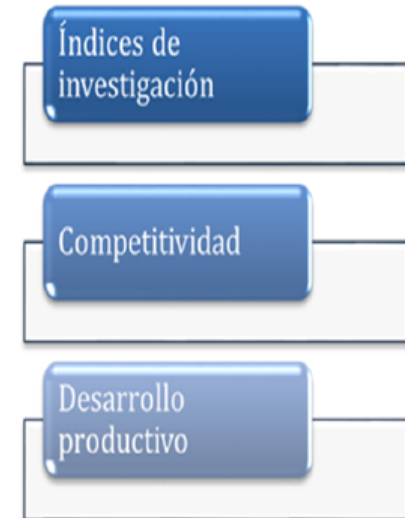 Índices de
investigación
Competitividad
Desarrollo
productivo